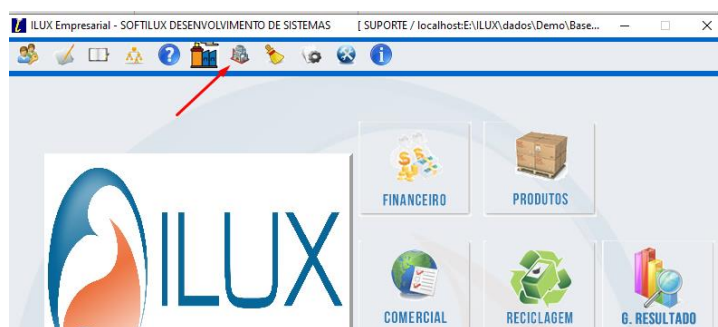 ILUX Empresarial - SOFTILUX DESENVOLVIMENTO DE SISTEMAS [ SUPORTE / localhost:E:\ILUX\dados\Demo\Base...
FINANCEIRO PRODUTOS
ILUX
COMERCIAL RECICLAGEM G. RESULTADO